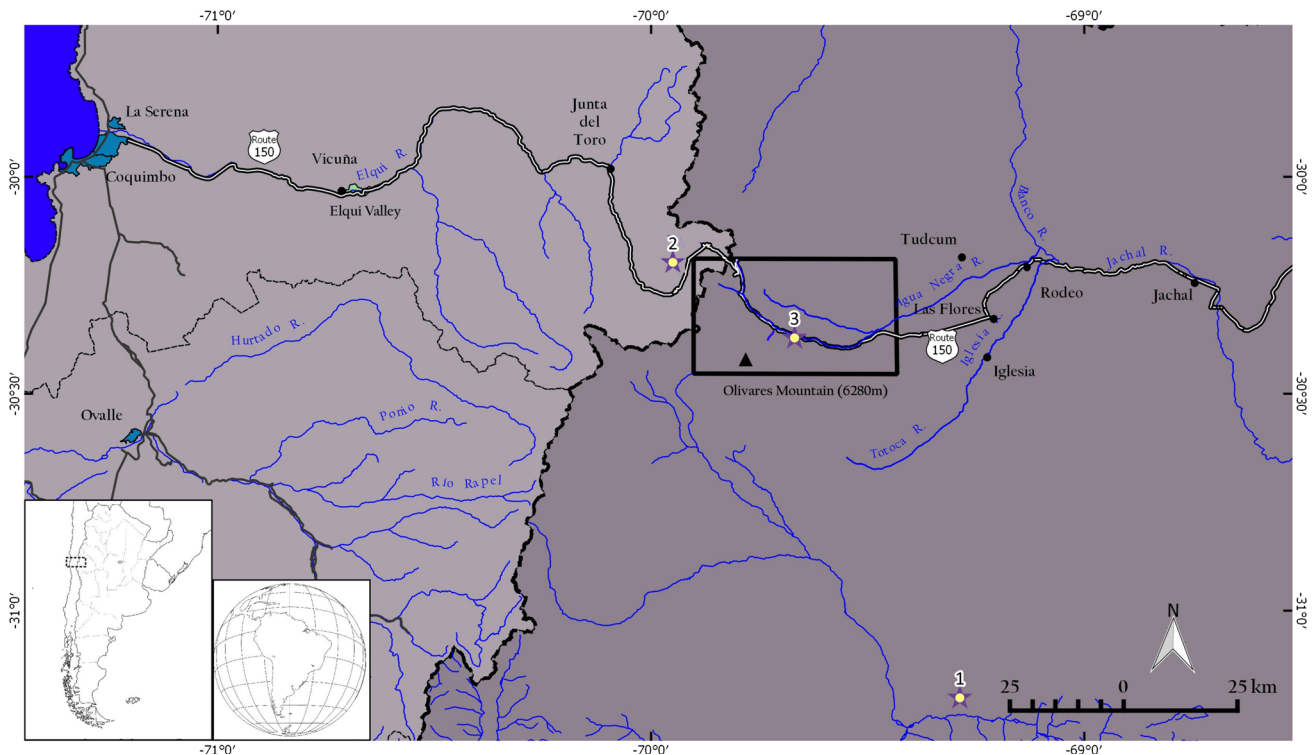 -71°0'
-70°0'
-69°0'
La Serena
Junta
del
Toro
Route
150
Vicuña
Elqui R.
-30°0'
-30°0'
Coquimbo
Elqui Valley
Blanco R.
2
Tudcum
Jachal R.
Agua Negra R.
Rodeo
Jachal
Las Flores
3
Hurtado R.
Route
150
Iglesia R.
Iglesia
Olivares Mountain (6280m)
-30°30'
-30°30'
Ovalle
Pomo R.
Totoca R.
Río Rapel
N
-31°0'
-31°0'
1
25
0
25 km
-71°0'
-70°0'
-69°0'